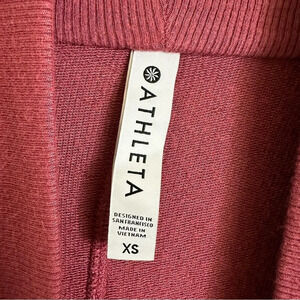 ATHLETA
DESIGNED IN
SAN FRANCISCO
MADE IN
VIETNAM
XS